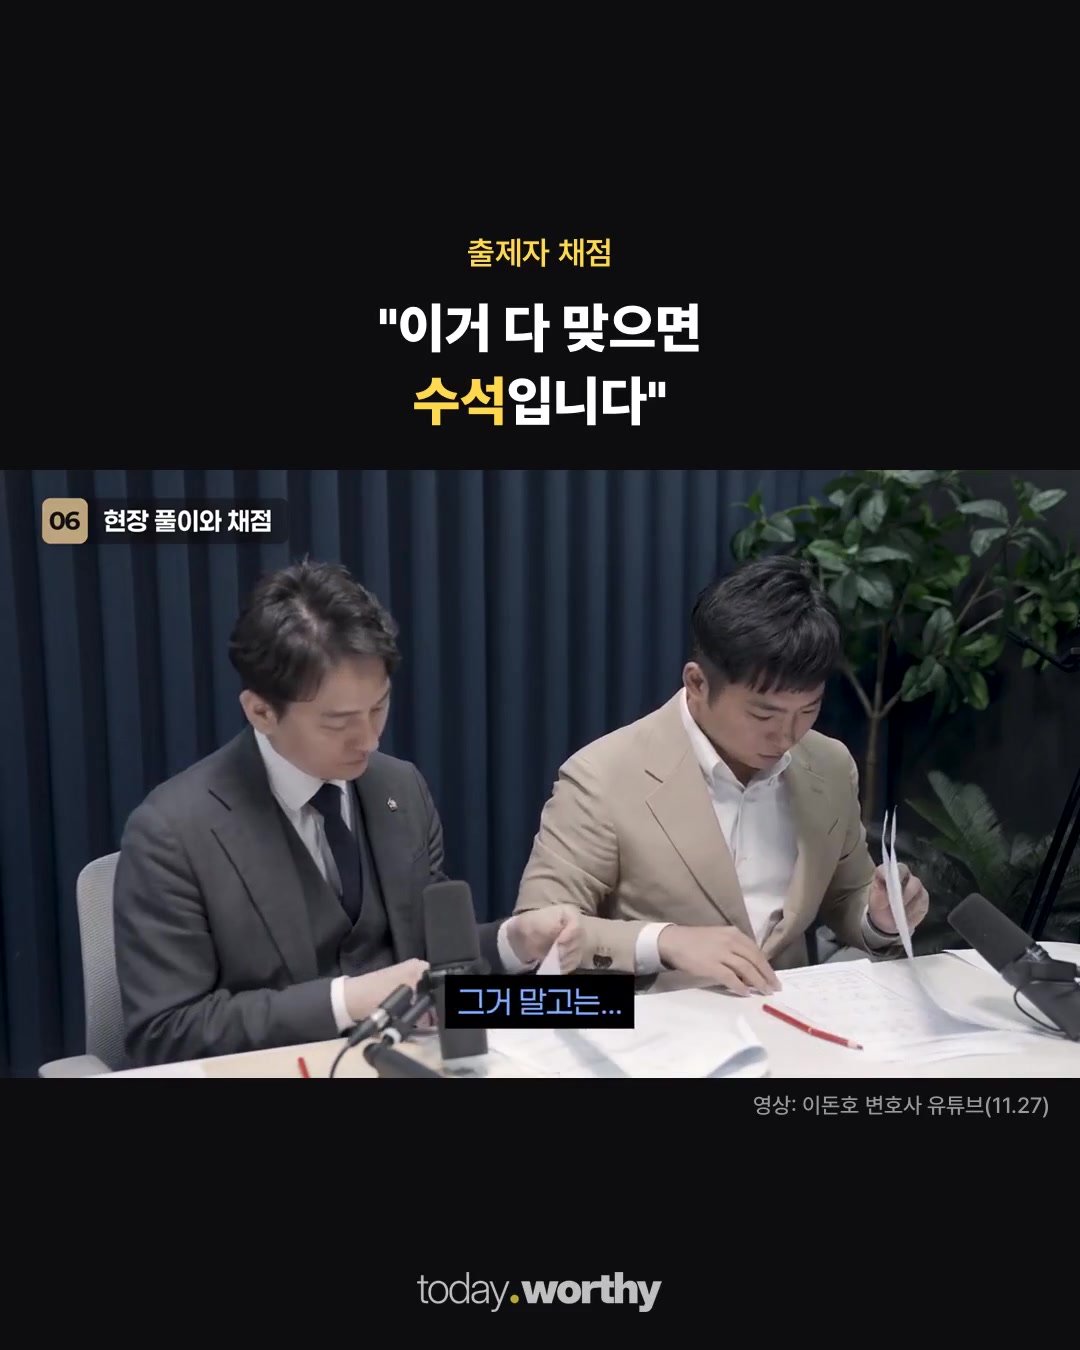 출제자 채점
"이거 다 맞으면
수석입니다"
06 현장 풀이와 채점
그거 말고는...
영상: 이돈호 변호사 유튜브(11.27)
today.worthy